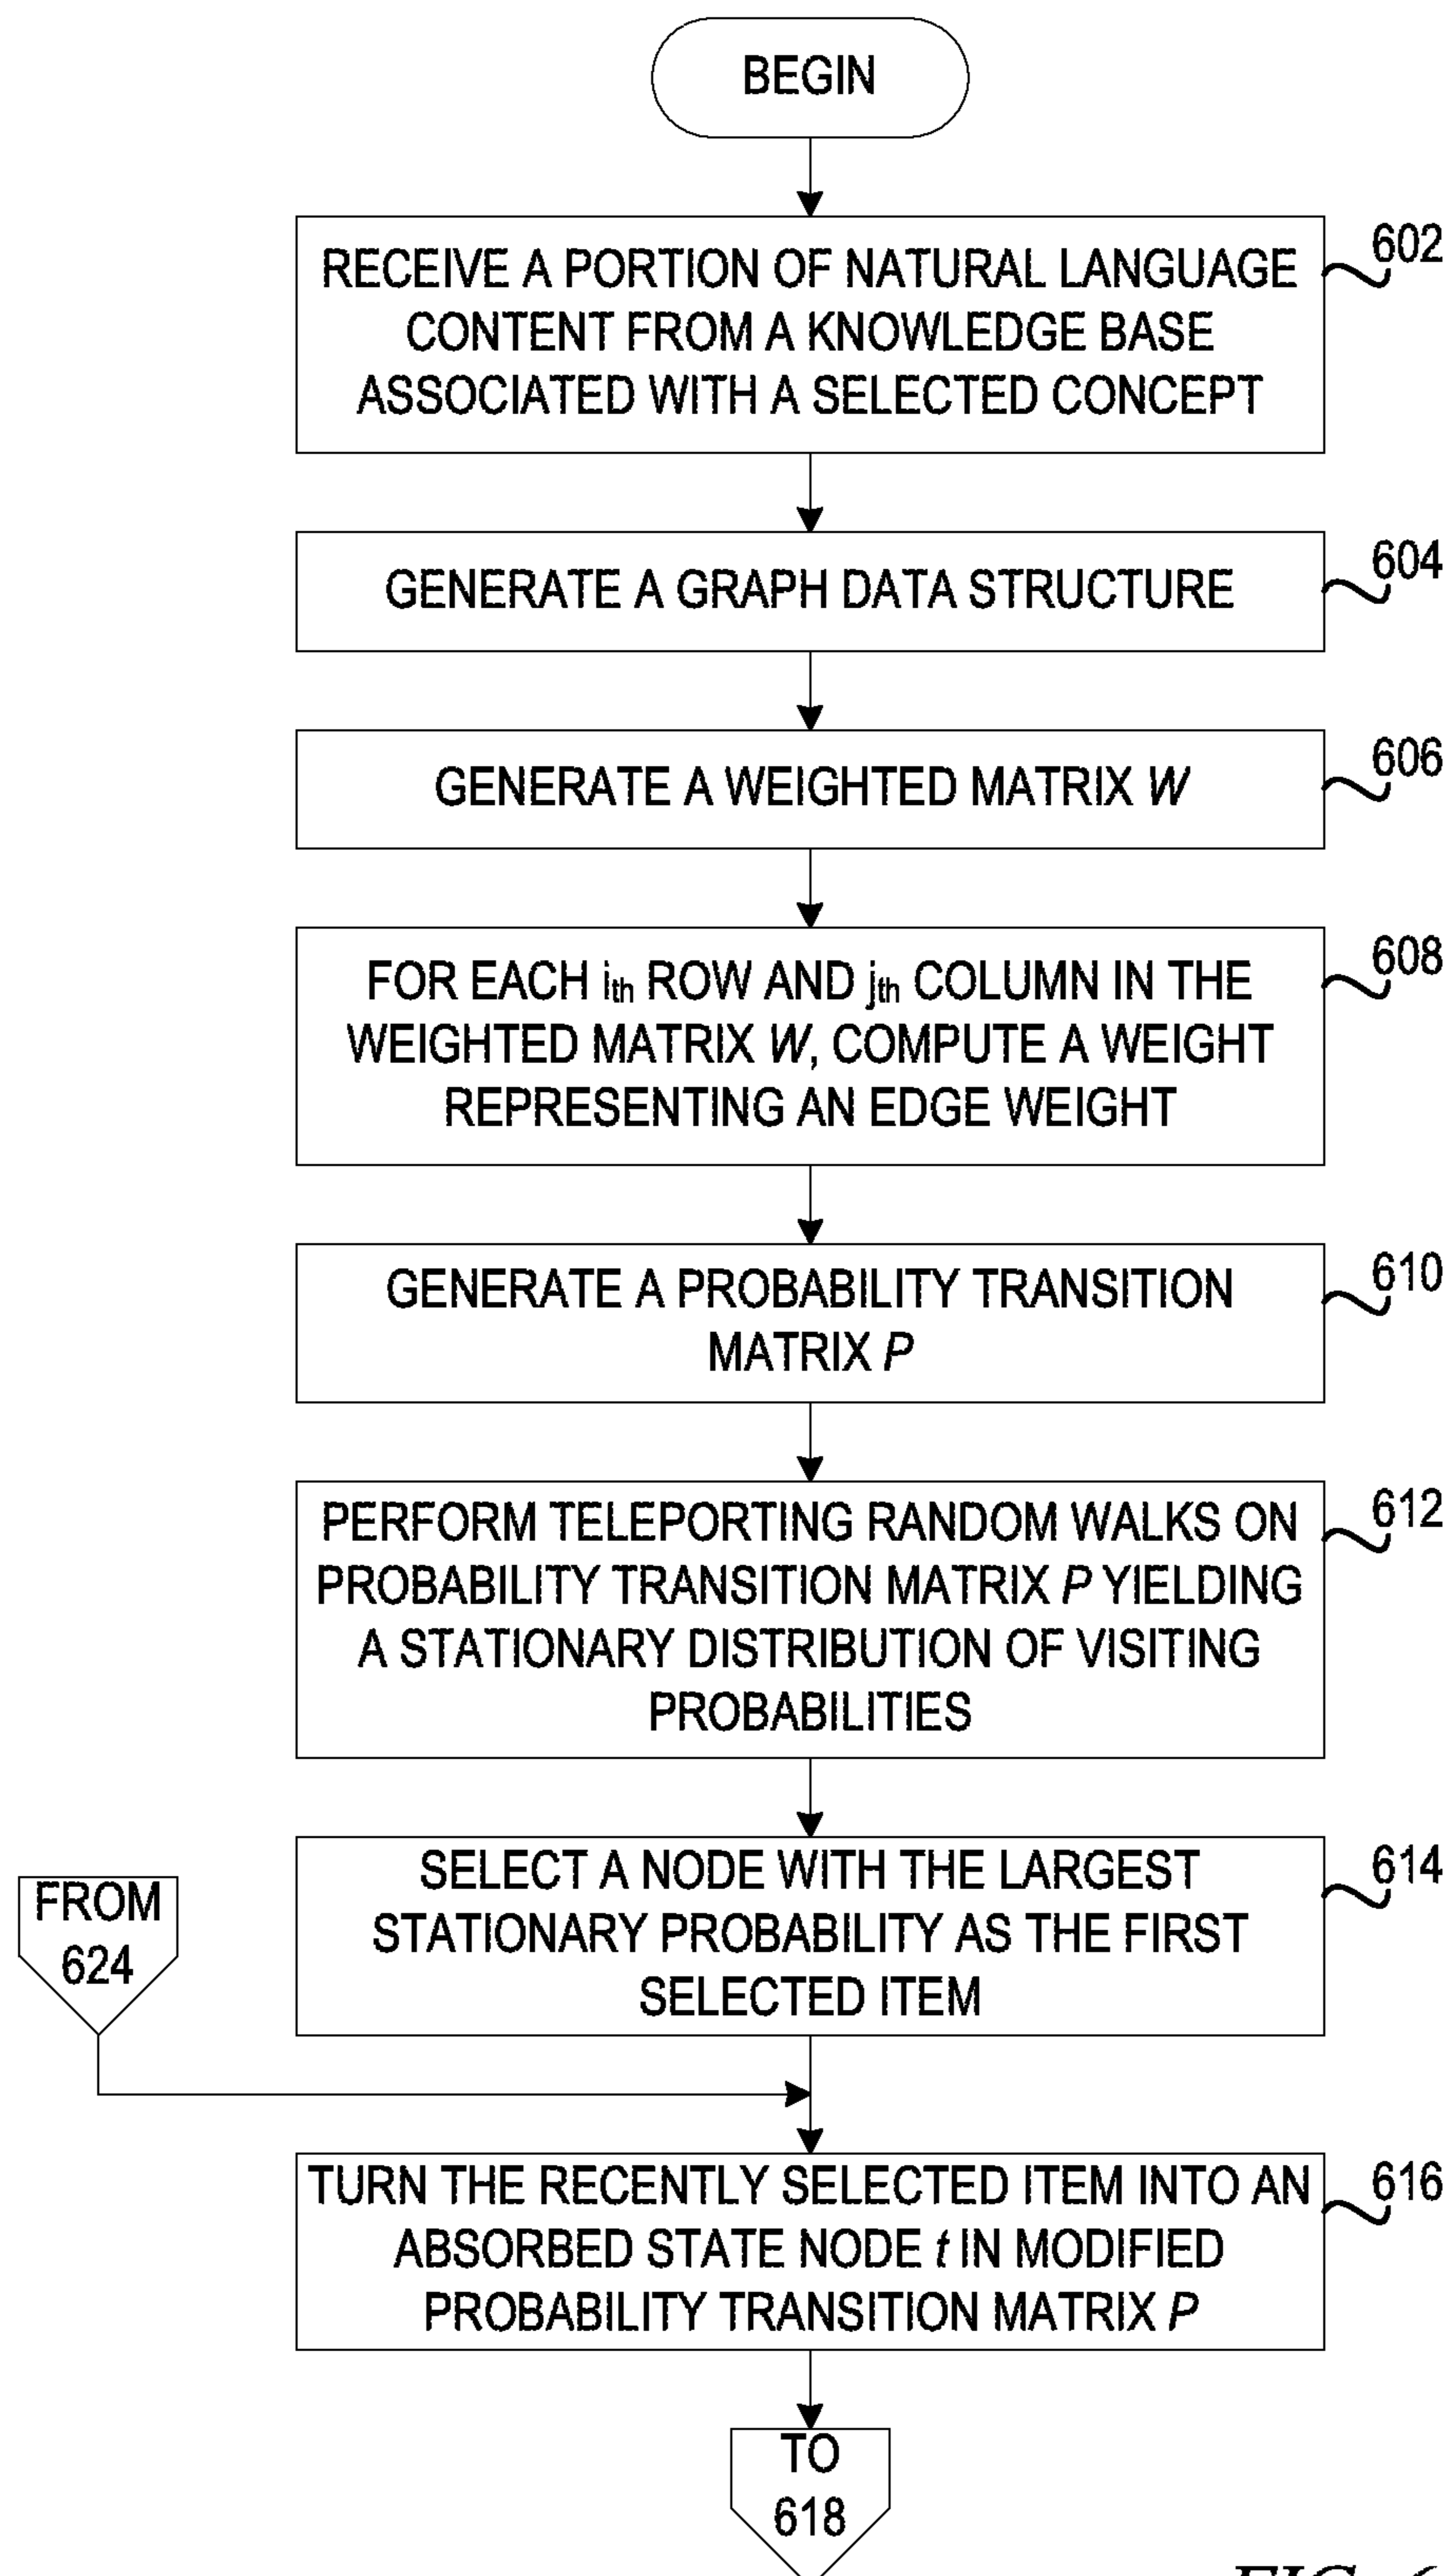 BEGIN
RECEIVE A PORTION OF NATURAL LANGUAGE
CONTENT FROM A KNOWLEDGE BASE
ASSOCIATED WITH A SELECTED CONCEPT
602
GENERATE A GRAPH DATA STRUCTURE
604
GENERATE A WEIGHTED MATRIX W
606
FOR EACH ith ROW AND jth COLUMN IN THE
WEIGHTED MATRIX W, COMPUTE A WEIGHT
REPRESENTING AN EDGE WEIGHT
608
GENERATE A PROBABILITY TRANSITION
MATRIX P
610
PERFORM TELEPORTING RANDOM WALKS ON
PROBABILITY TRANSITION MATRIX P YIELDING
A STATIONARY DISTRIBUTION OF VISITING
PROBABILITIES
612
SELECT A NODE WITH THE LARGEST
STATIONARY PROBABILITY AS THE FIRST
SELECTED ITEM
614
FROM
624
TURN THE RECENTLY SELECTED ITEM INTO AN
ABSORBED STATE NODE t IN MODIFIED
PROBABILITY TRANSITION MATRIX P
616
TO
618